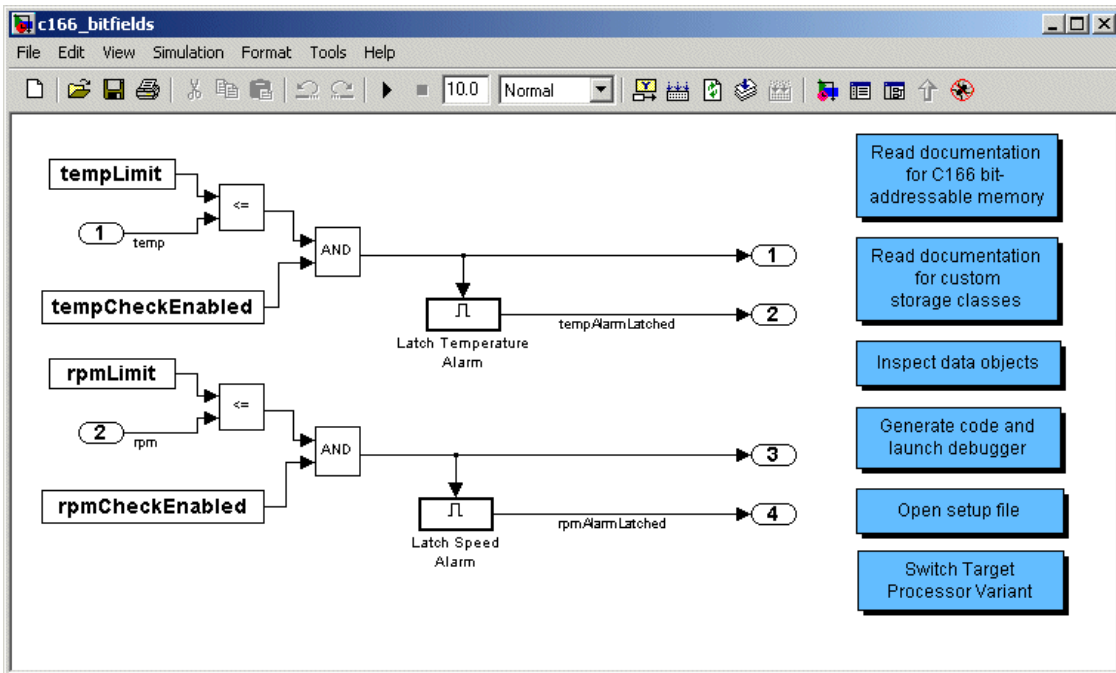 c166_bitfields
File Edit View Simulation Format Tools Help
10.0 Normal
tempLimit
<=
1
temp
AND
tempCheckEnabled
1
2
tempAlarmLatched
Latch Temperature
Alarm
rpmLimit
<=
2
rpm
AND
rpmCheckEnabled
3
4
rpmAlarmLatched
Latch Speed
Alarm
Read documentation
for C166 bit-
addressable memory
Read documentation
for custom
storage classes
Inspect data objects
Generate code and
launch debugger
Open setup file
Switch Target
Processor Variant